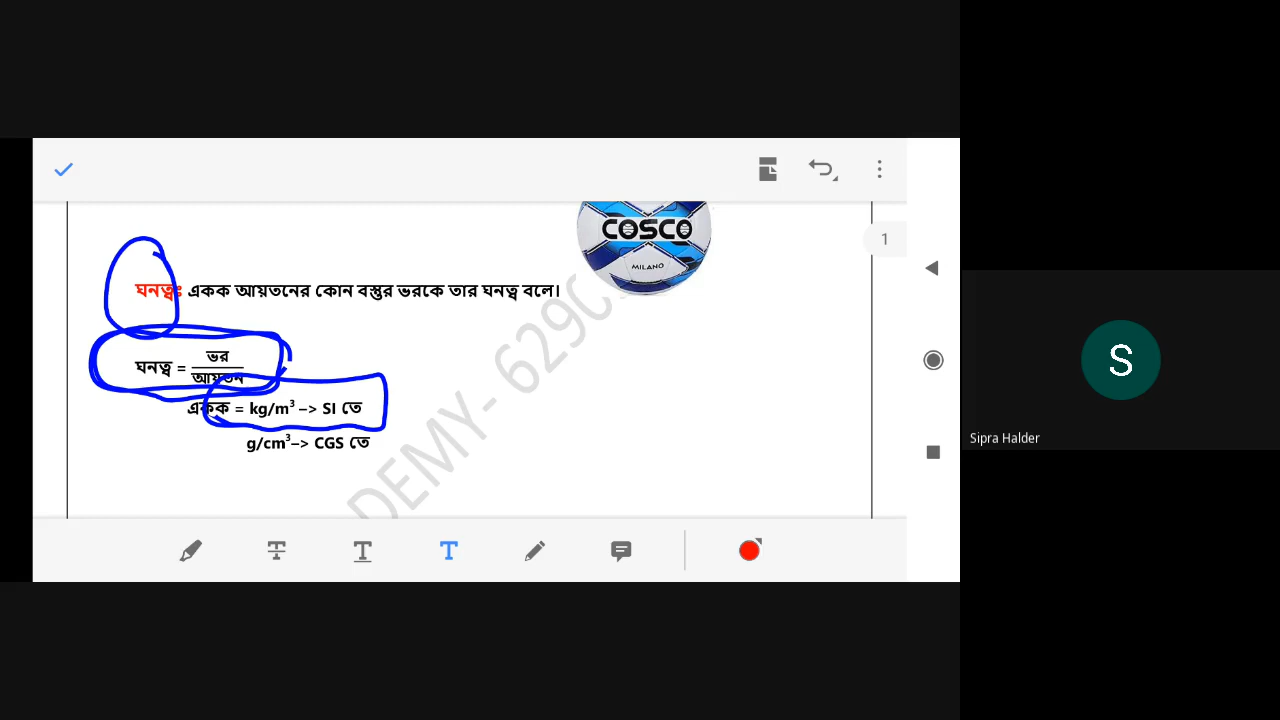 COSCO
MILANO
1
ঘনত্বঃ একক আয়তনের কোন বস্তুর ভরকে তার ঘনত্ব বলে।
ঘনত্ব = ভর
আয়তন
একক = kg/m³ –> SI তে
g/cm³–> CGS তে
DEMY- 629
S
Sipra Halder